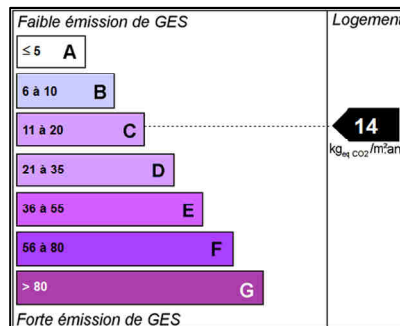 Faible émission de GES
Logement
≤ 5 A
6 à 10 B
11 à 20 C
14
kgeq CO2/m².an
21 à 35 D
36 à 55 E
56 à 80 F
> 80 G
Forte émission de GES